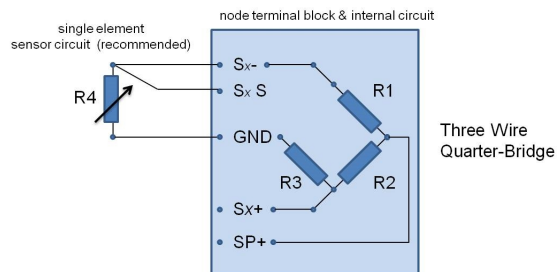 single element
sensor circuit (recommended)
node terminal block & internal circuit
Sx-
Sx S
R1
R4
GND
Three Wire
Quarter-Bridge
R3
R2
Sx+
SP+